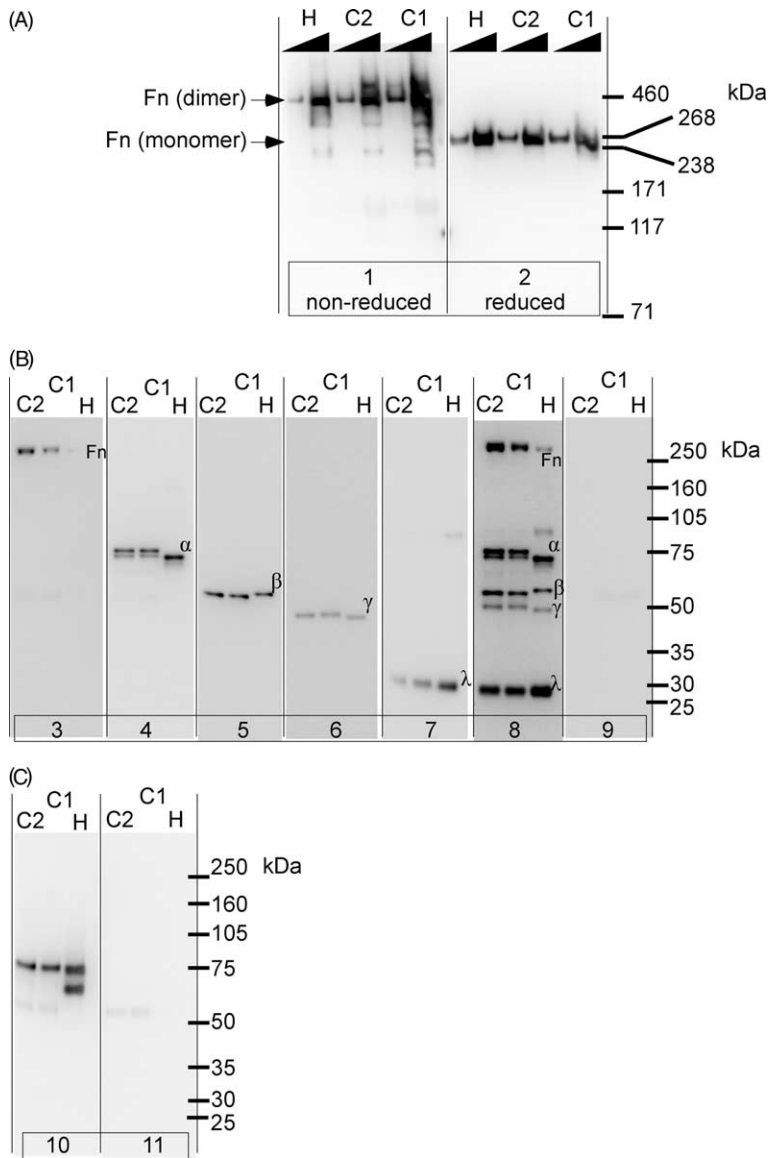 (A)
H C2 C1 H C2 C1
Fn (dimer)
460 kDa
268
Fn (monomer)
238
171
117
1 2
non-reduced reduced
71
(B)
C1 C1 C1 C1 C1 C1 C1
C2 H C2 H C2 H C2 H C2 H C2 H C2 H
Fn Fn 250 kDa
160
105
α α 75
β β
γ γ 50
35
λ λ 30
25
3 4 5 6 7 8 9
(C)
C1 C1
C2 H C2 H
250 kDa
160
105
75
50
35
30
25
10 11